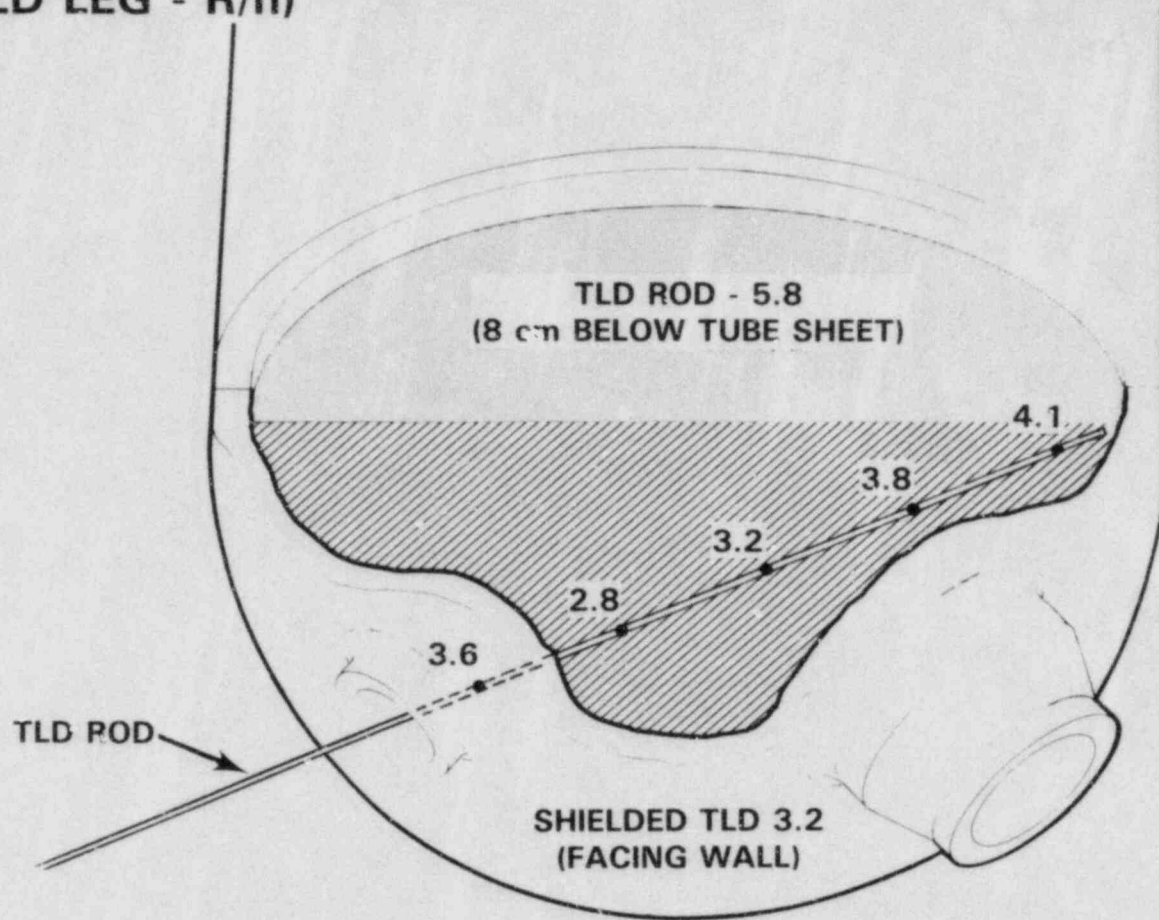 LEG - R/h)
TLD ROD - 5.8
(8 cm BELOW TUBE SHEET)
4.1
3.8
3.2
2.8
3.6
TLD ROD
SHIELDED TLD 3.2
(FACING WALL)